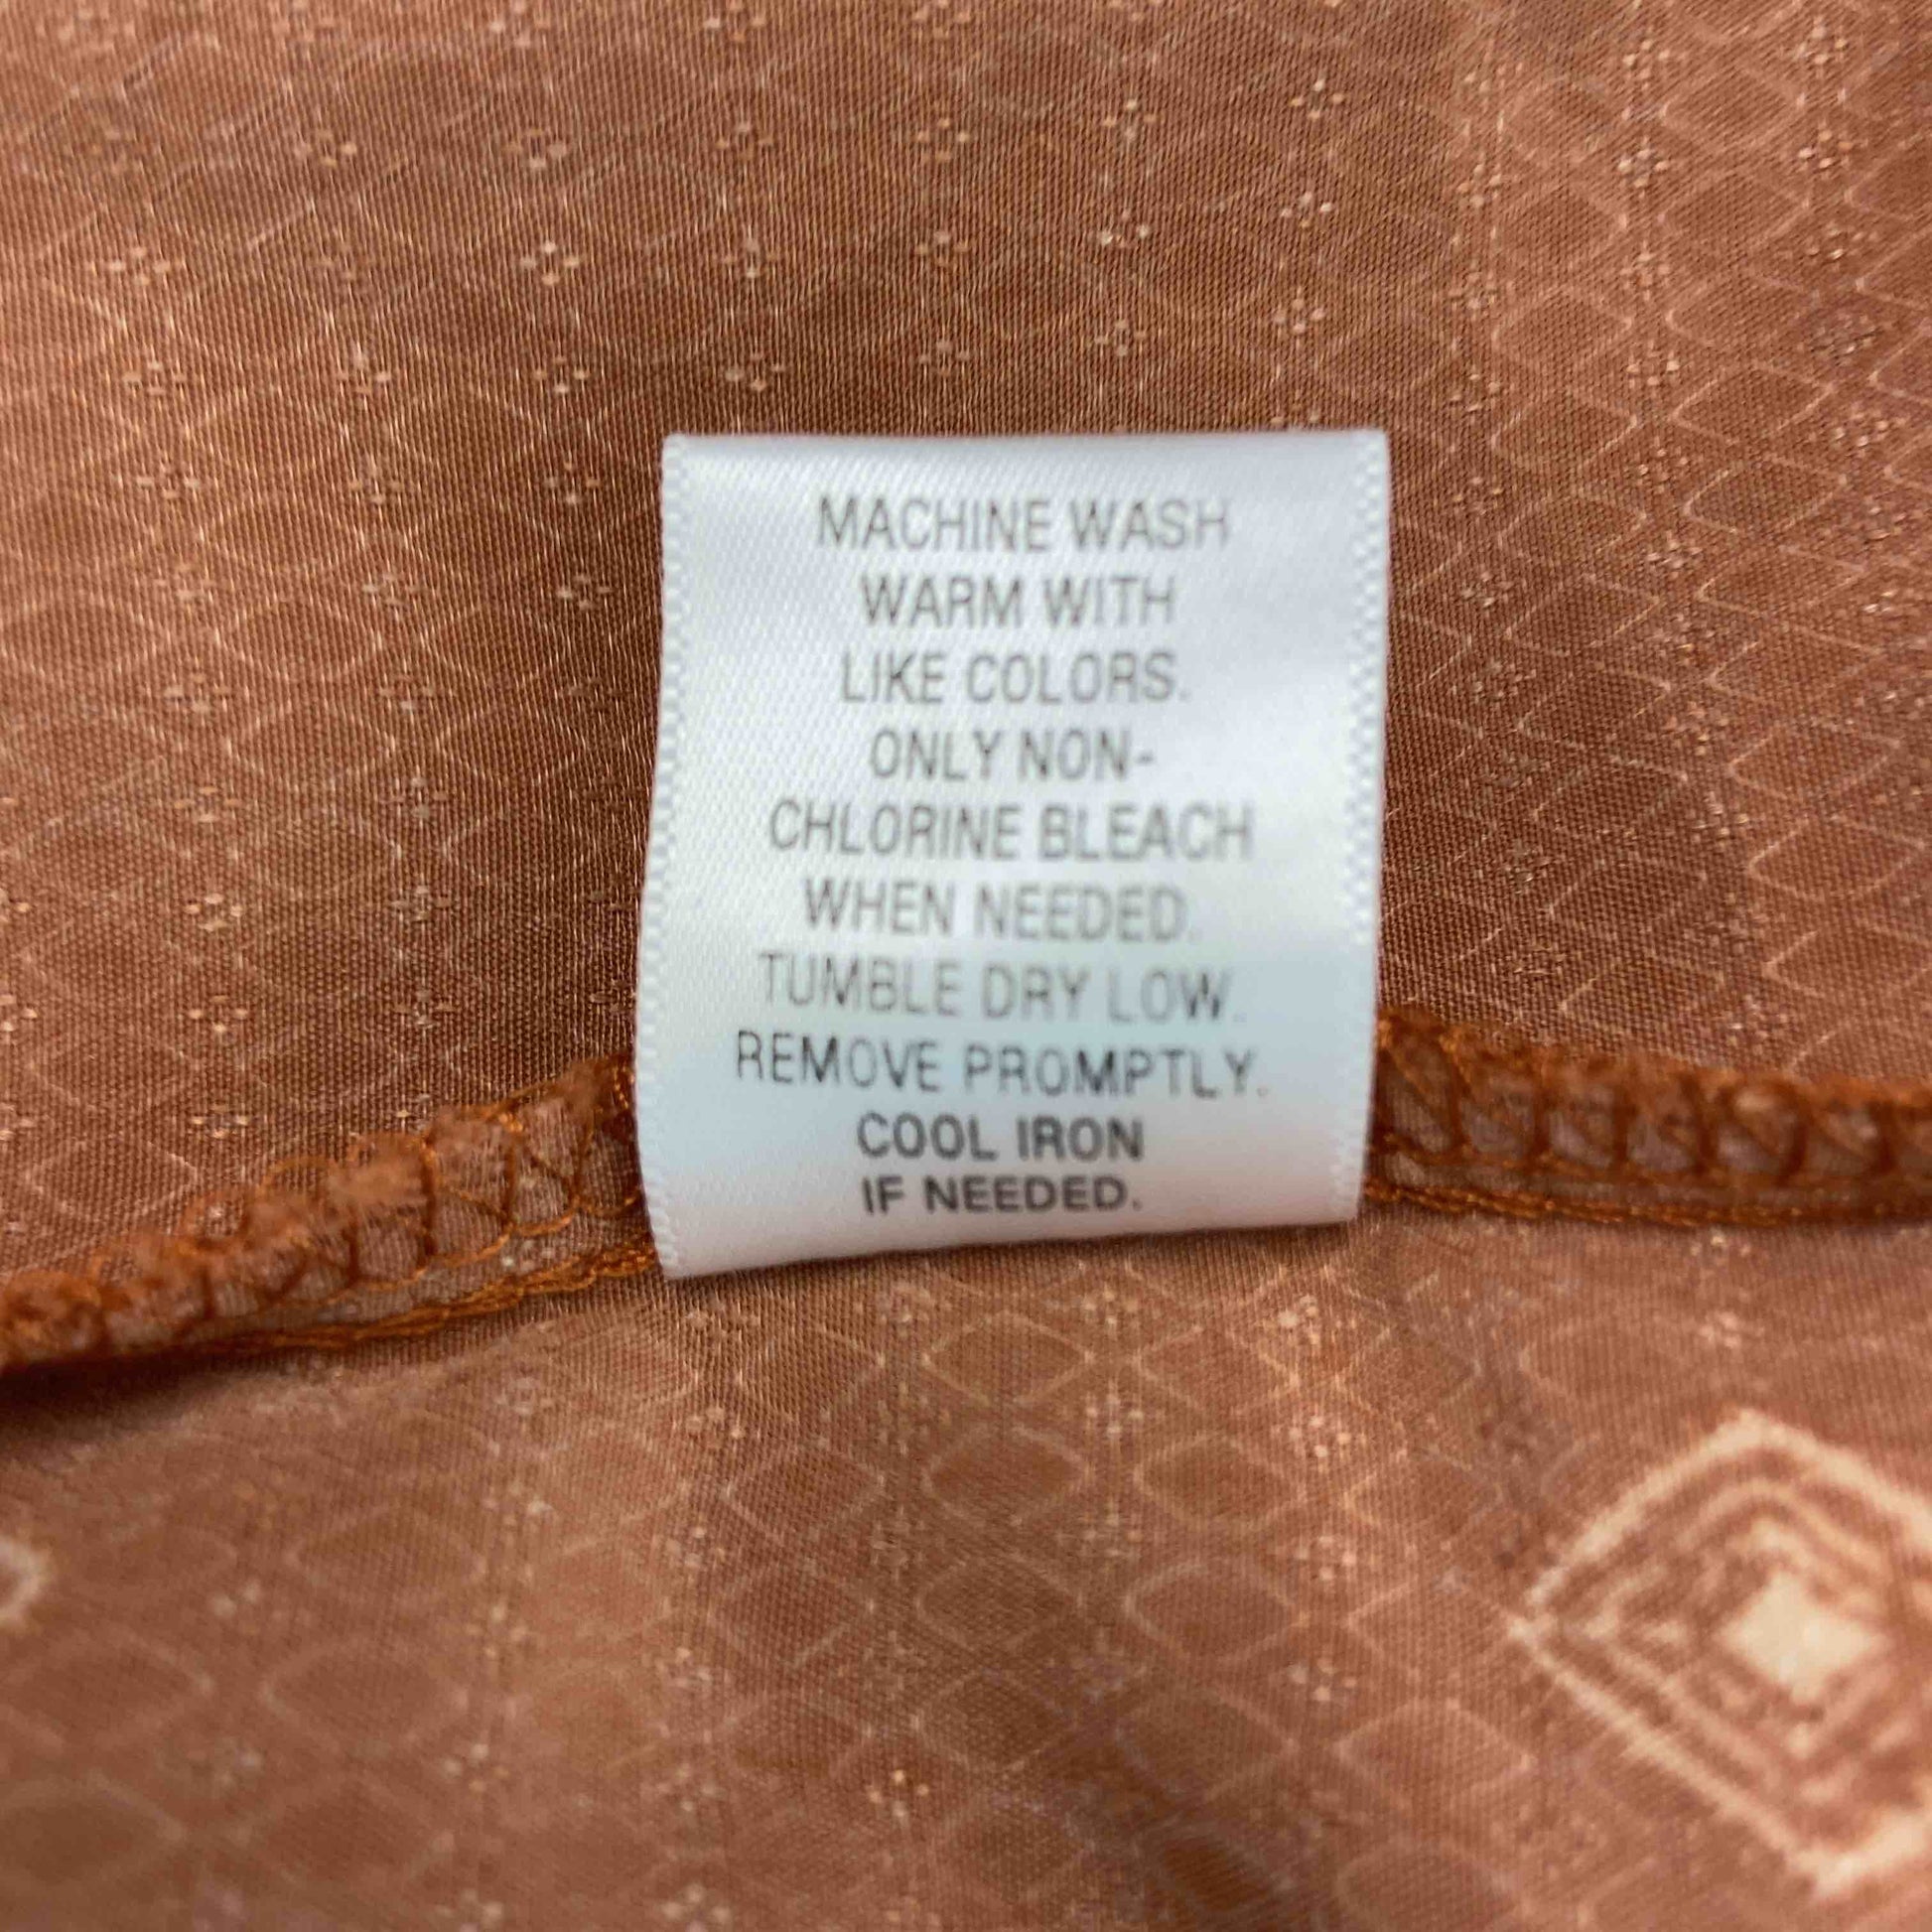 MACHINE WASH
WARM WITH
LIKE COLORS.
ONLY NON-
CHLORINE BLEACH
WHEN NEEDED.
TUMBLE DRY LOW.
REMOVE PROMPTLY.
COOL IRON
IF NEEDED.